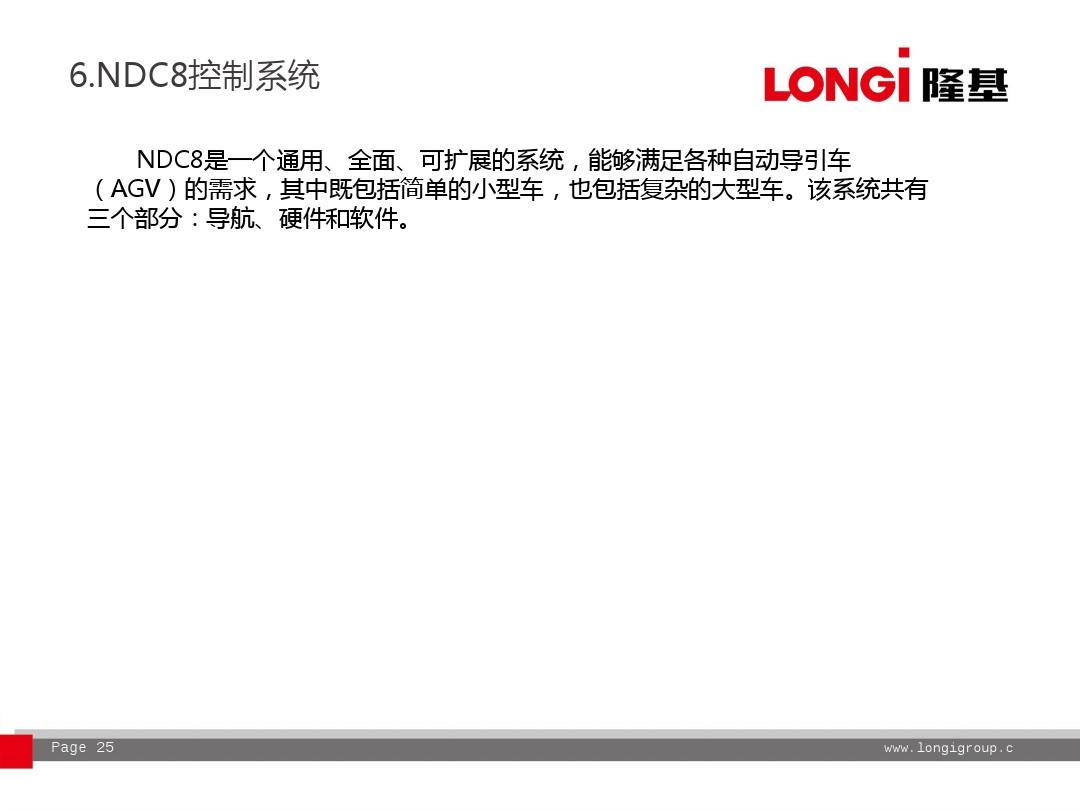 6.NDC8控制系统
LONGi 隆基
NDC8是一个通用、全面、可扩展的系统，能够满足各种自动导引车
（AGV）的需求，其中既包括简单的小型车，也包括复杂的大型车。该系统共有
三个部分：导航、硬件和软件。
Page 25
www.longigroup.c